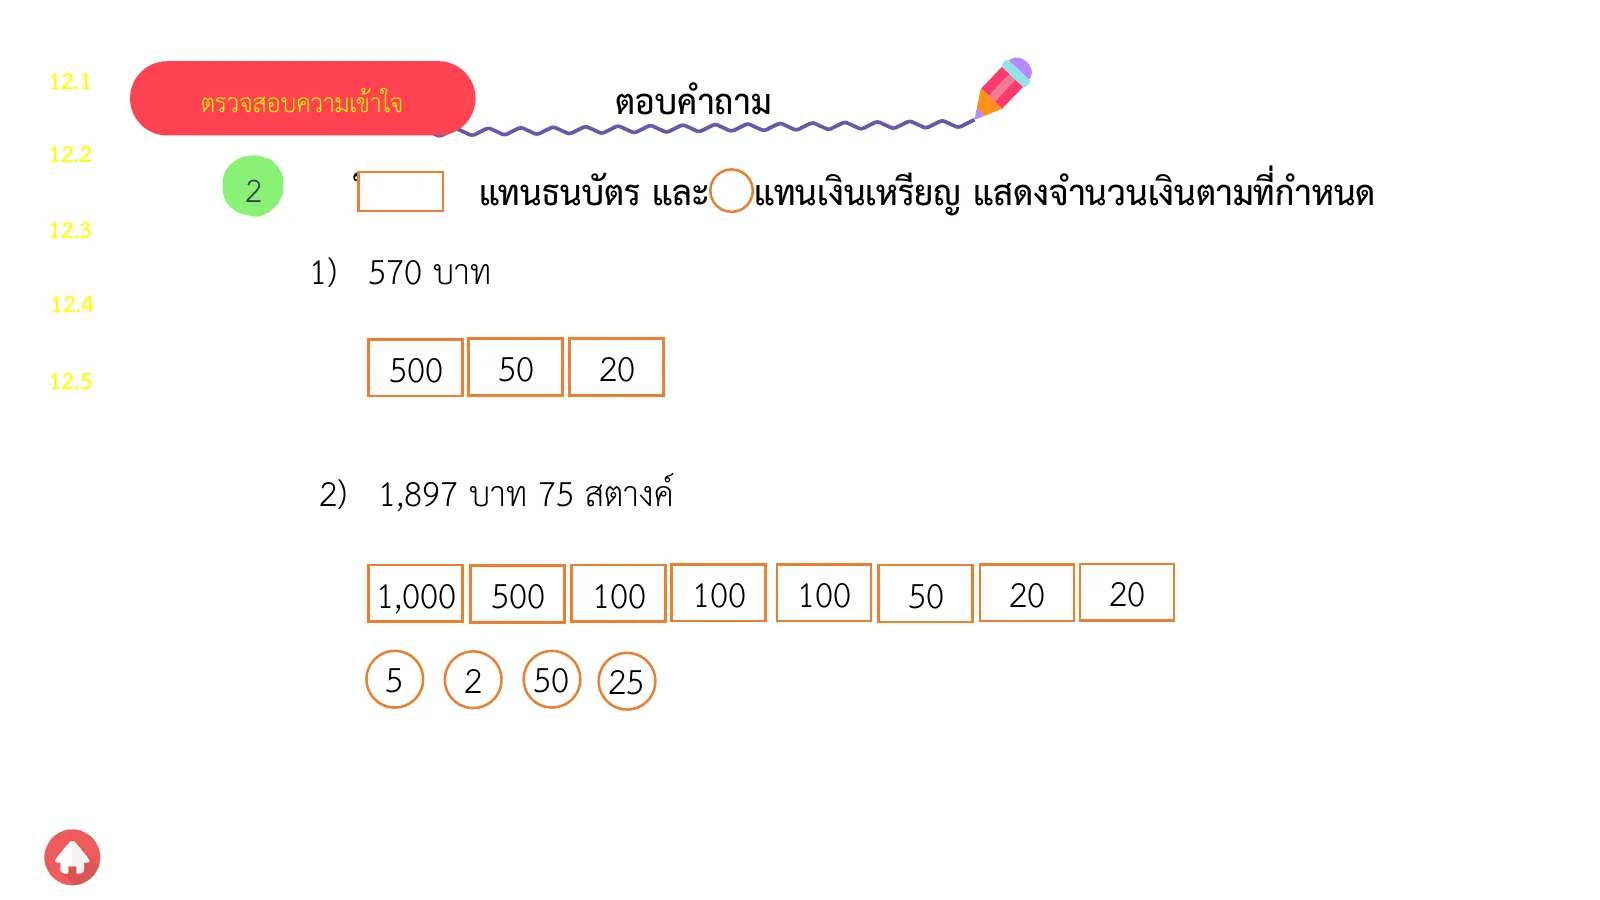 12.1
ตรวจสอบความเข้าใจ
ตอบคำถาม
12.2
2
แทนธนบัตร และ แทนเงินเหรียญ แสดงจำนวนเงินตามที่กำหนด
12.3
1) 570 บาท
12.4
500 50 20
12.5
2) 1,897 บาท 75 สตางค์
1,000 500 100 100 100 50 20 20
5 2 50 25